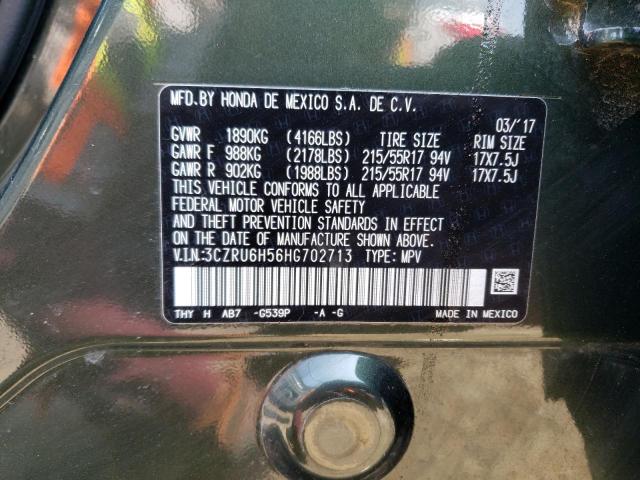 MFD.BY HONDA DE MEXICO S.A. DE C.V.
03/'17
GVWR 1890KG (4166LBS) TIRE SIZE RIM SIZE
GAWR F 988KG (2178LBS) 215/55R17 94V 17X7.5J
GAWR R 902KG (1988LBS) 215/55R17 94V 17X7.5J
THIS VEHICLE CONFORMS TO ALL APPLICABLE
FEDERAL MOTOR VEHICLE SAFETY
AND THEFT PREVENTION STANDARDS IN EFFECT
ON THE DATE OF MANUFACTURE SHOWN ABOVE.
V.I.N:3CZRU6H56HG702713 TYPE: MPV
THY H AB7 -G539P -A -G MADE IN MEXICO